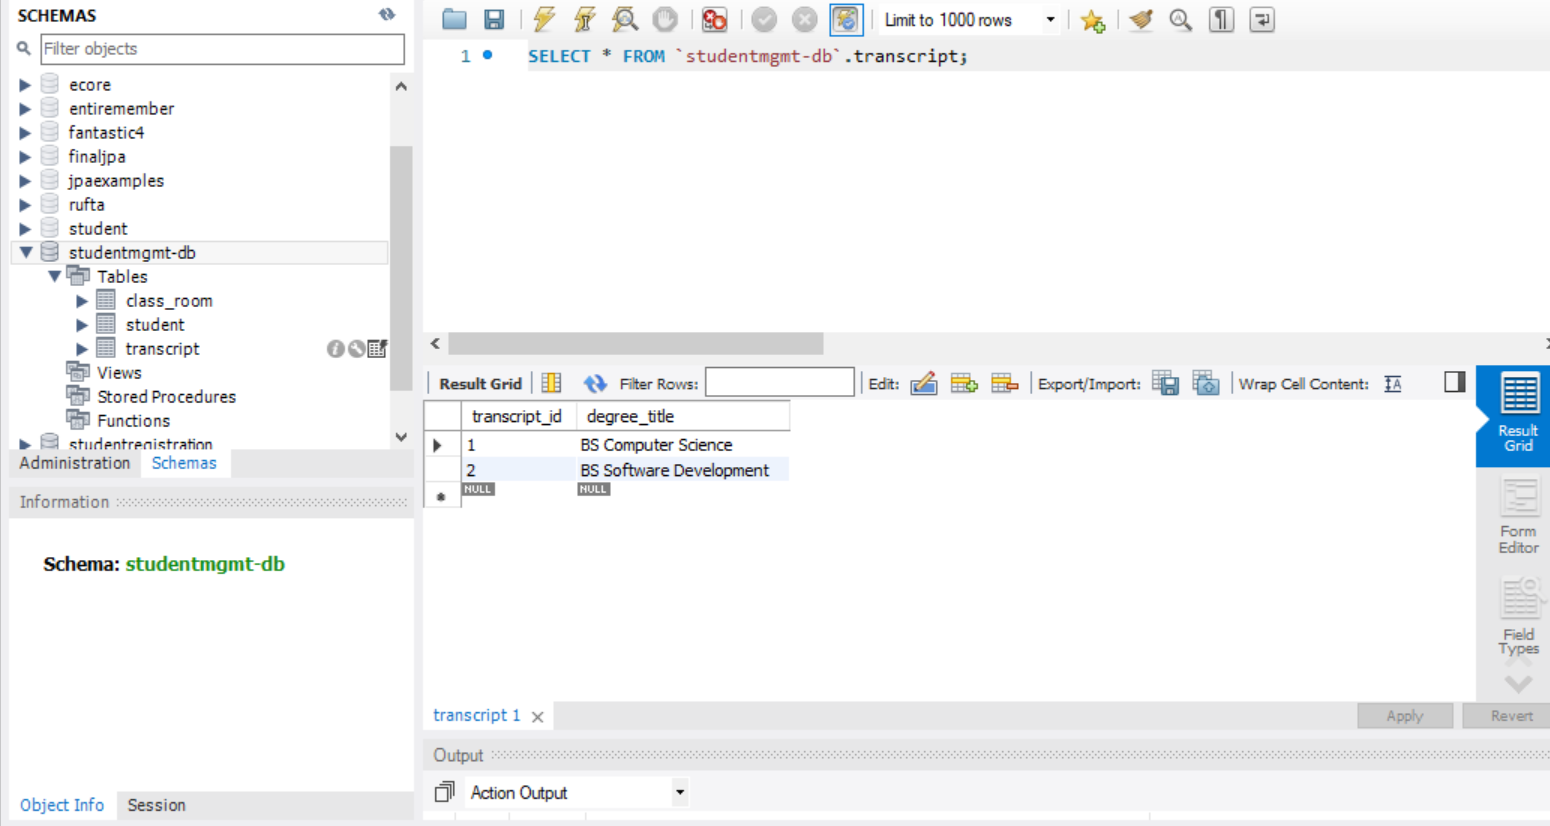 SCHEMAS
Filter objects
ecore
entiremember
fantastic4
finaljpa
jpaexamples
rufta
student
studentmgmt-db
Tables
class_room
student
transcript
Views
Stored Procedures
Functions
studentregistration
Administration Schemas
Information
Schema: studentmgmt-db
Object Info Session
Limit to 1000 rows
1 SELECT * FROM `studentmgmt-db`.transcript;
Result Grid Filter Rows: Edit: Export/Import: Wrap Cell Content:
transcript_id degree_title
1 BS Computer Science
2 BS Software Development
NULL NULL
Result
Grid
Form
Editor
Field
Types
transcript 1 Apply Revert
Output
Action Output